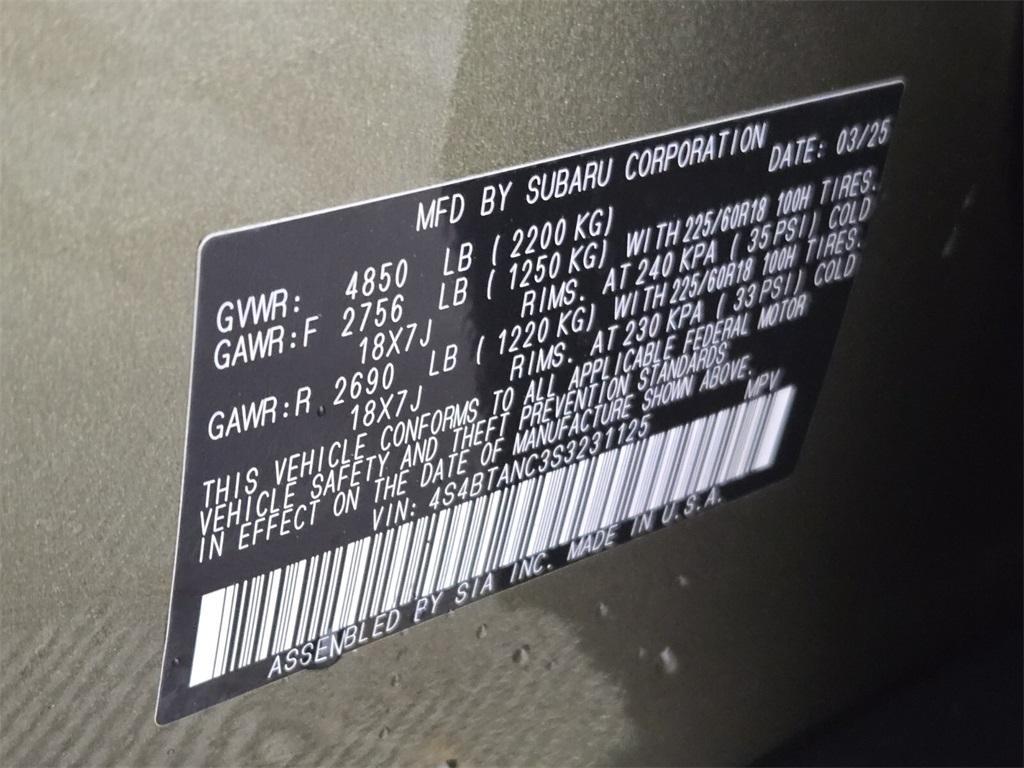 MFD BY SUBARU CORPORATION DATE: 03/25
GVWR: 4850 LB ( 2200 KG)
GAWR:F 2756 LB ( 1250 KG) WITH 225/60R18 100H TIRES.
18X7J RIMS. AT 240 KPA ( 35 PSI) COLD
GAWR:R 2690 LB ( 1220 KG) WITH 225/60R18 100H TIRES.
18X7J RIMS. AT 230 KPA ( 33 PSI) COLD
THIS VEHICLE CONFORMS TO ALL APPLICABLE FEDERAL MOTOR
VEHICLE SAFETY AND THEFT PREVENTION STANDARDS
IN EFFECT ON THE DATE OF MANUFACTURE SHOWN ABOVE.
VIN: 4S4BTANC3S3231125 MPV
ASSENBLED BY SIA INC. MADE IN U.S.A.